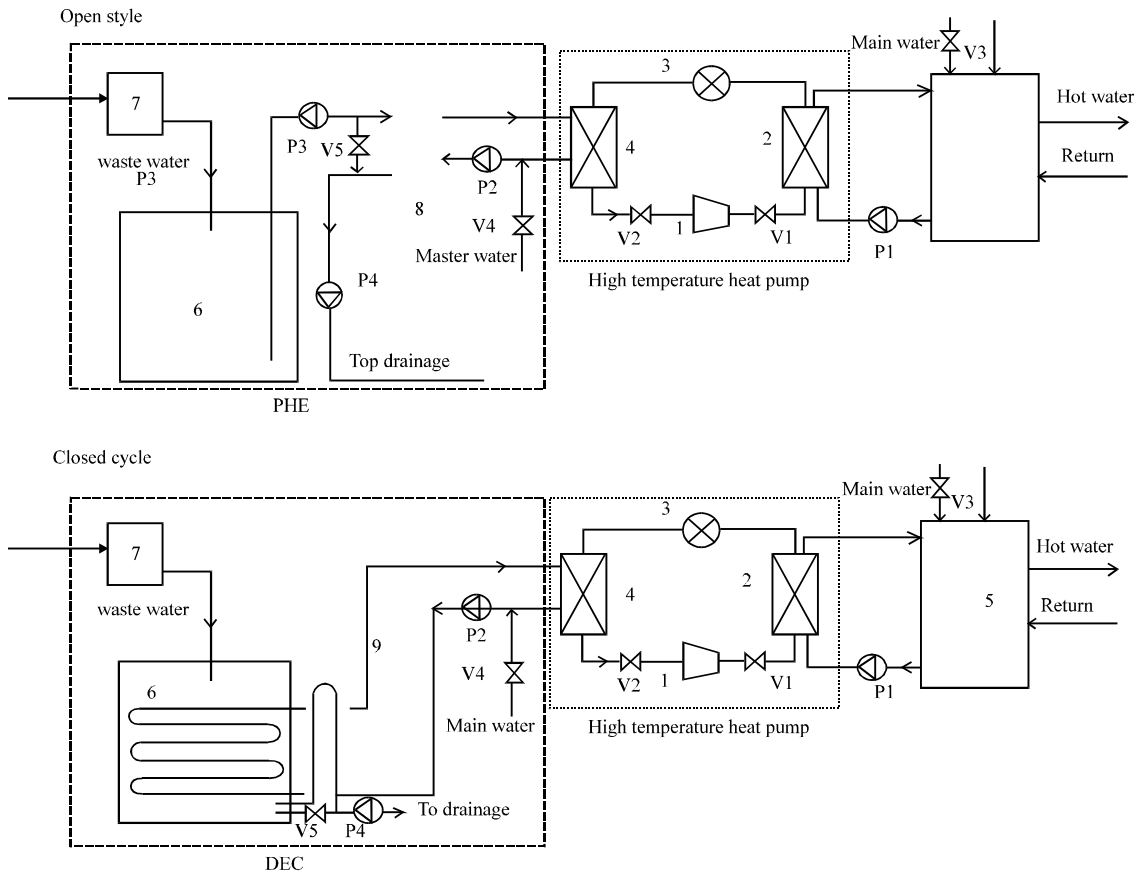 Open style
Main water
V3
3
7
Hot water
P3
V5
4
2
waste water
P3
Return
P2
8
V4
V2
1
V1
P1
Master water
High temperature heat pump
P4
6
Top drainage
PHE
Closed cycle
Main water
V3
3
7
Hot water
4
2
5
waste water
Return
P2
9
V4
V2
1
V1
P1
6
Main water
High temperature heat pump
To drainage
V5
P4
DEC